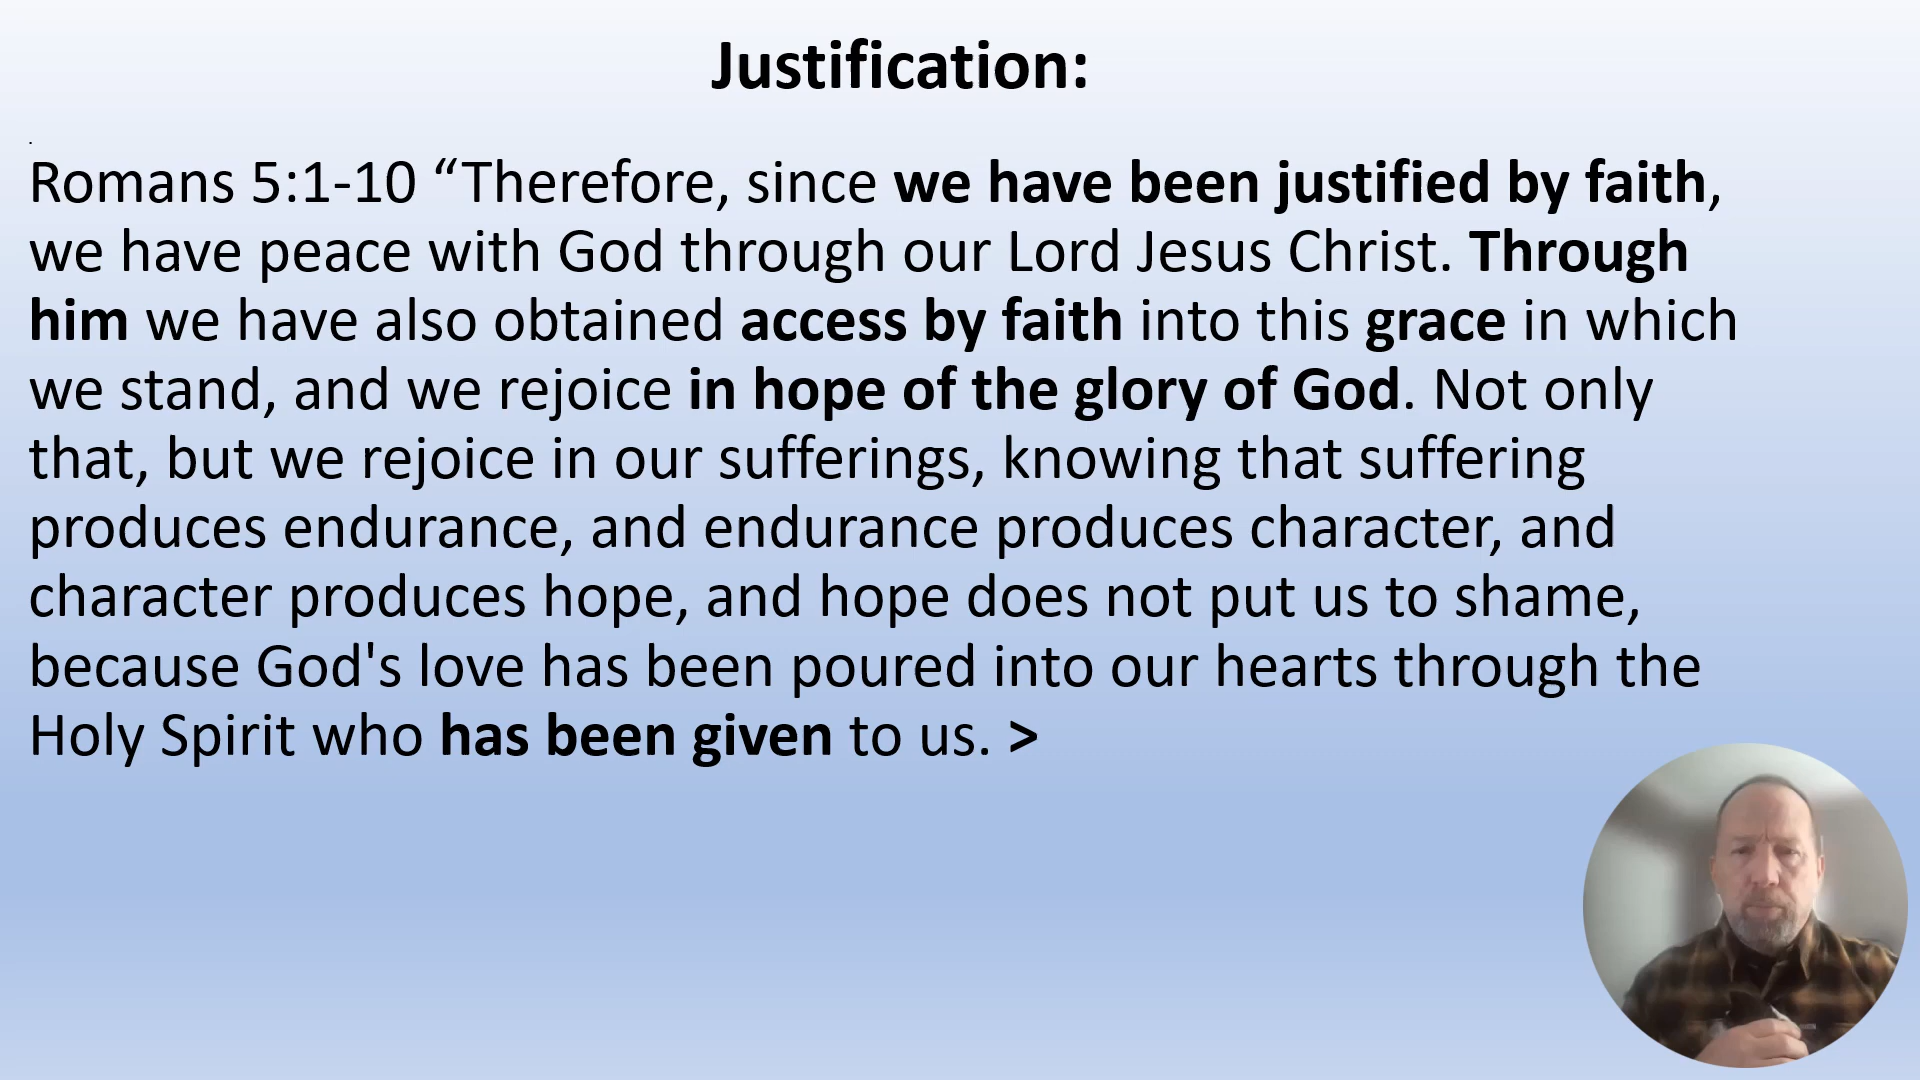 Justification:
.
Romans 5:1-10 “Therefore, since we have been justified by faith,
we have peace with God through our Lord Jesus Christ. Through
him we have also obtained access by faith into this grace in which
we stand, and we rejoice in hope of the glory of God. Not only
that, but we rejoice in our sufferings, knowing that suffering
produces endurance, and endurance produces character, and
character produces hope, and hope does not put us to shame,
because God's love has been poured into our hearts through the
Holy Spirit who has been given to us. >